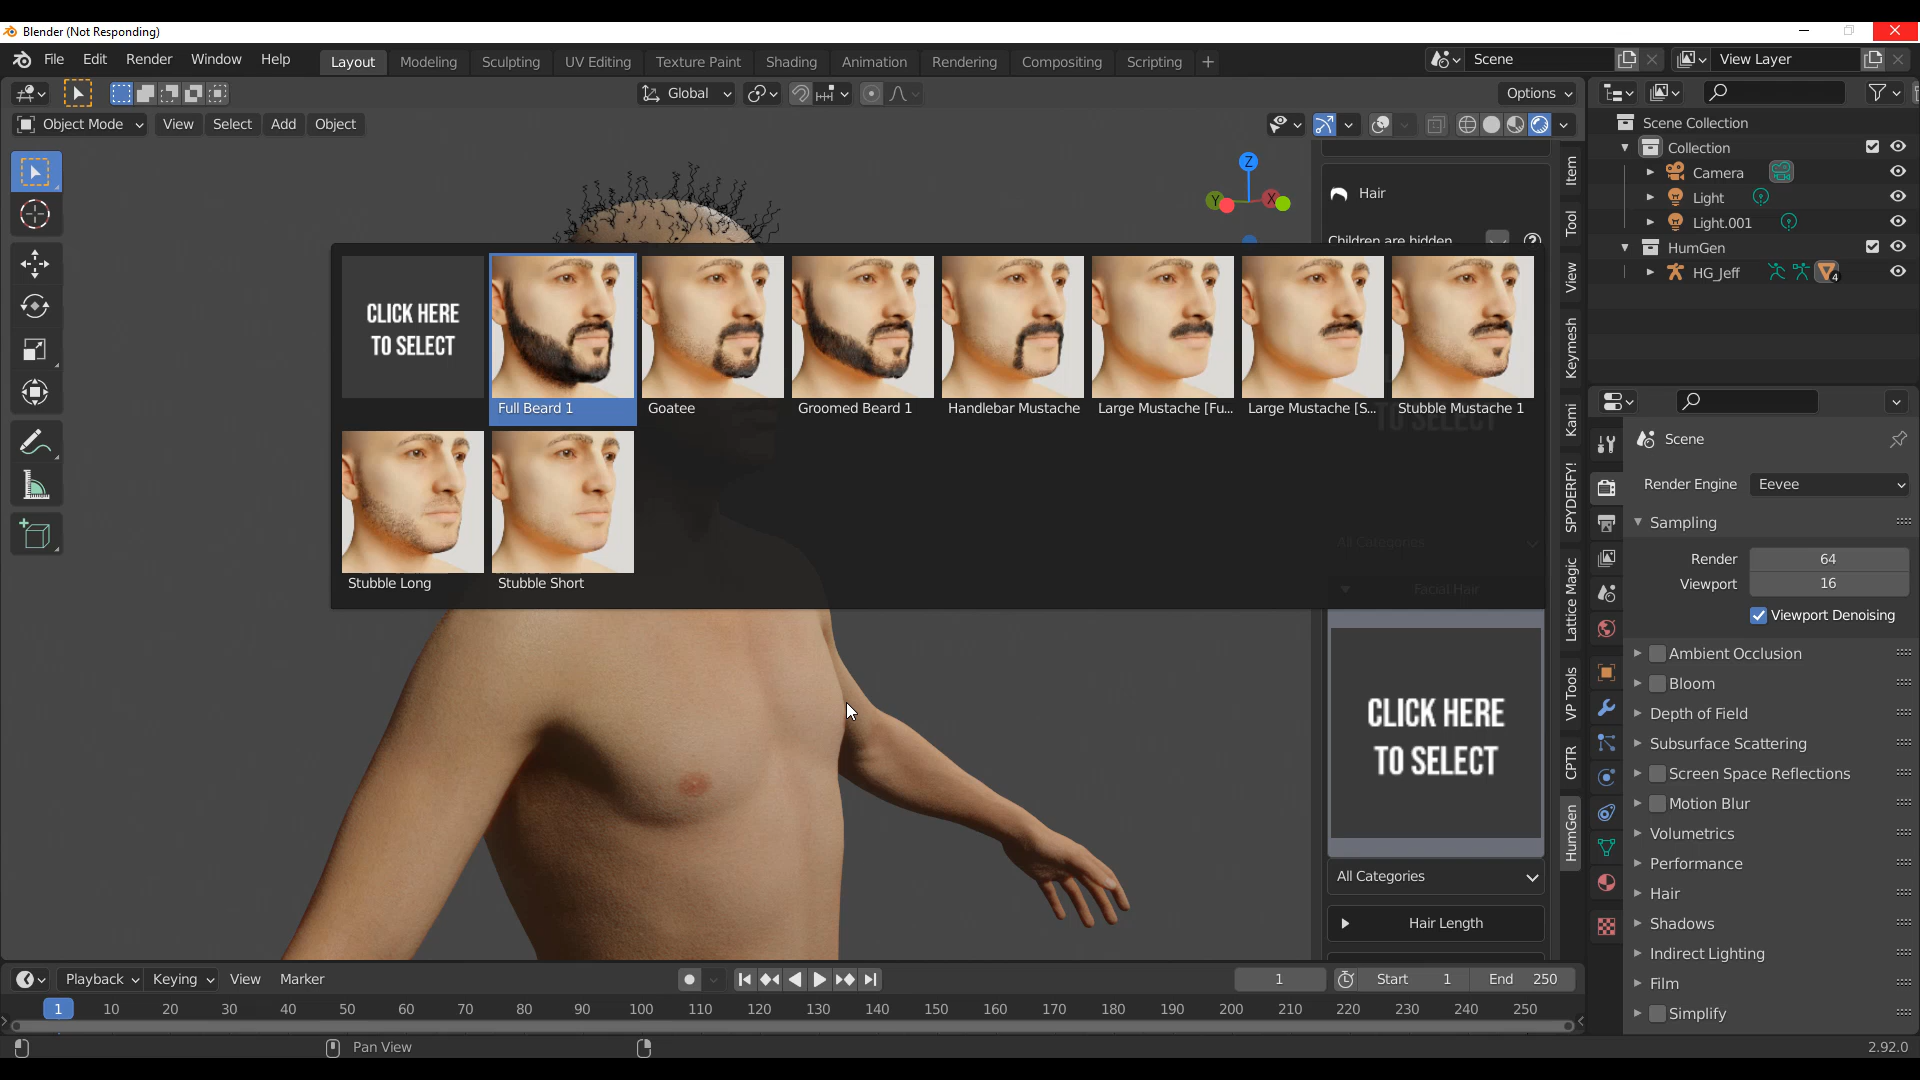 Blender (Not Responding)
File Edit Render Window Help
Layout Modeling Sculpting UV Editing Texture Paint Shading Animation Rendering Compositing Scripting +
Scene
View Layer
Global
Options
Object Mode View Select Add Object
Z
Y
X
Hair
Children are hidden
CLICK HERE
TO SELECT
Full Beard 1
Goatee
Groomed Beard 1
Handlebar Mustache
Large Mustache [Fu...
Large Mustache [S...
Stubble Mustache 1
Stubble Long
Stubble Short
TO SELECT
All Categories
Facial Hair
CLICK HERE
TO SELECT
All Categories
Hair Length
Item
Tool
View
Keymesh
Kami
SPYDERFY!
Lattice Magic
VP Tools
CPTR
HumGen
Scene Collection
Collection
Camera
Light
Light.001
HumGen
HG_Jeff
4
Scene
Render Engine Eevee
Sampling
Render 64
Viewport 16
Viewport Denoising
Ambient Occlusion
Bloom
Depth of Field
Subsurface Scattering
Screen Space Reflections
Motion Blur
Volumetrics
Performance
Hair
Shadows
Indirect Lighting
Film
Simplify
Playback Keying View Marker
1
Start 1
End 250
1 10 20 30 40 50 60 70 80 90 100 110 120 130 140 150 160 170 180 190 200 210 220 230 240 250
Pan View
2.92.0